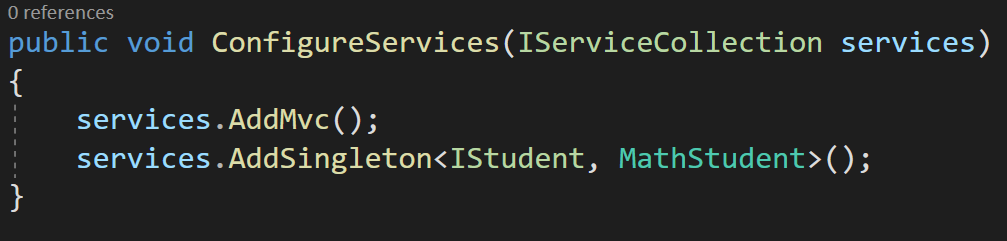 0 references
public void ConfigureServices(IServiceCollection services)
{
    services.AddMvc();
    services.AddSingleton<IStudent, MathStudent>();
}